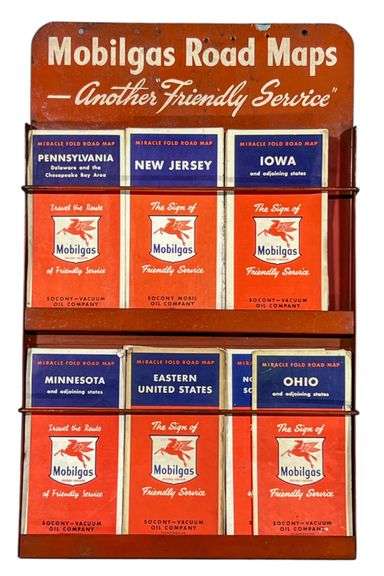 Mobilgas Road Maps
—Another "Friendly Service"
MIRACLE FOLD ROAD MAP
PENNSYLVANIA
Delaware and the
Chesapeake Bay Area
Travel the Route
Mobilgas
of Friendly Service
SOCONY-VACUUM
OIL COMPANY
MIRACLE FOLD ROAD MAP
NEW JERSEY
The Sign of
Mobilgas
Friendly Service
SOCONY MOBIL
OIL COMPANY
MIRACLE FOLD ROAD MAP
IOWA
and adjoining states
The Sign of
Mobilgas
Friendly Service
SOCONY-VACUUM
OIL COMPANY
MIRACLE FOLD ROAD MAP
MINNESOTA
and adjoining states
Travel the Route
Mobilgas
of Friendly Service
SOCONY-VACUUM
OIL COMPANY
MIRACLE FOLD ROAD MAP
EASTERN
UNITED STATES
The Sign of
Mobilgas
Friendly Service
SOCONY-VACUUM
OIL COMPANY
MIRACLE FOLD ROAD MAP
OHIO
and adjoining states
The Sign of
Mobilgas
Friendly Service
SOCONY-VACUUM
OIL COMPANY